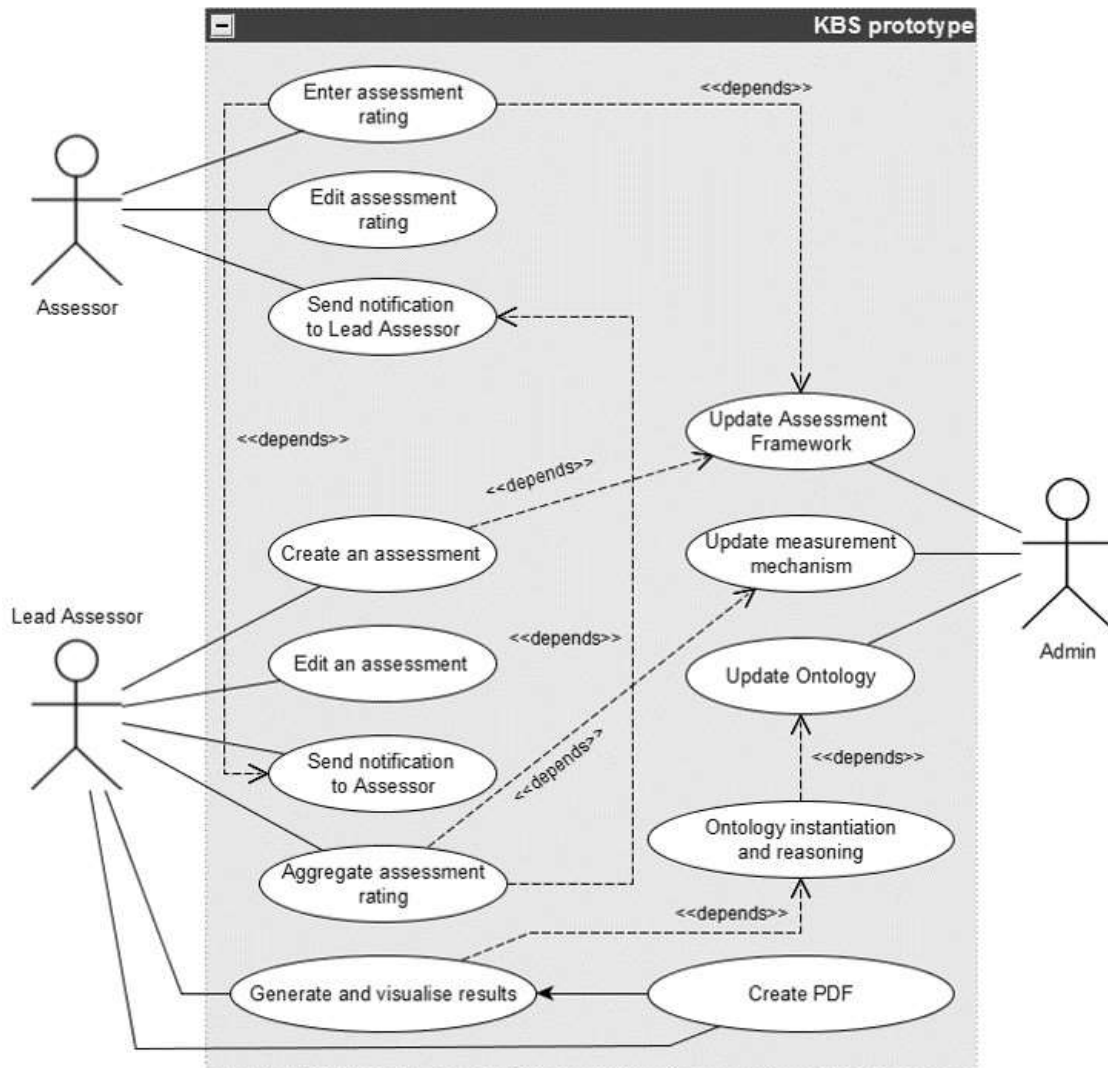 KBS prototype
Enter assessment
rating
<<depends>>
Edit assessment
rating
Assessor
Send notification
to Lead Assessor
<<depends>>
Update Assessment
Framework
<<depends>>
Create an assessment
Update measurement
mechanism
Lead Assessor
<<depends>>
Edit an assessment
Update Ontology
Admin
Send notification
to Assessor
<<depends>>
<<depends>>
Ontology instantiation
and reasoning
Aggregate assessment
rating
<<depends>>
Generate and visualise results
Create PDF